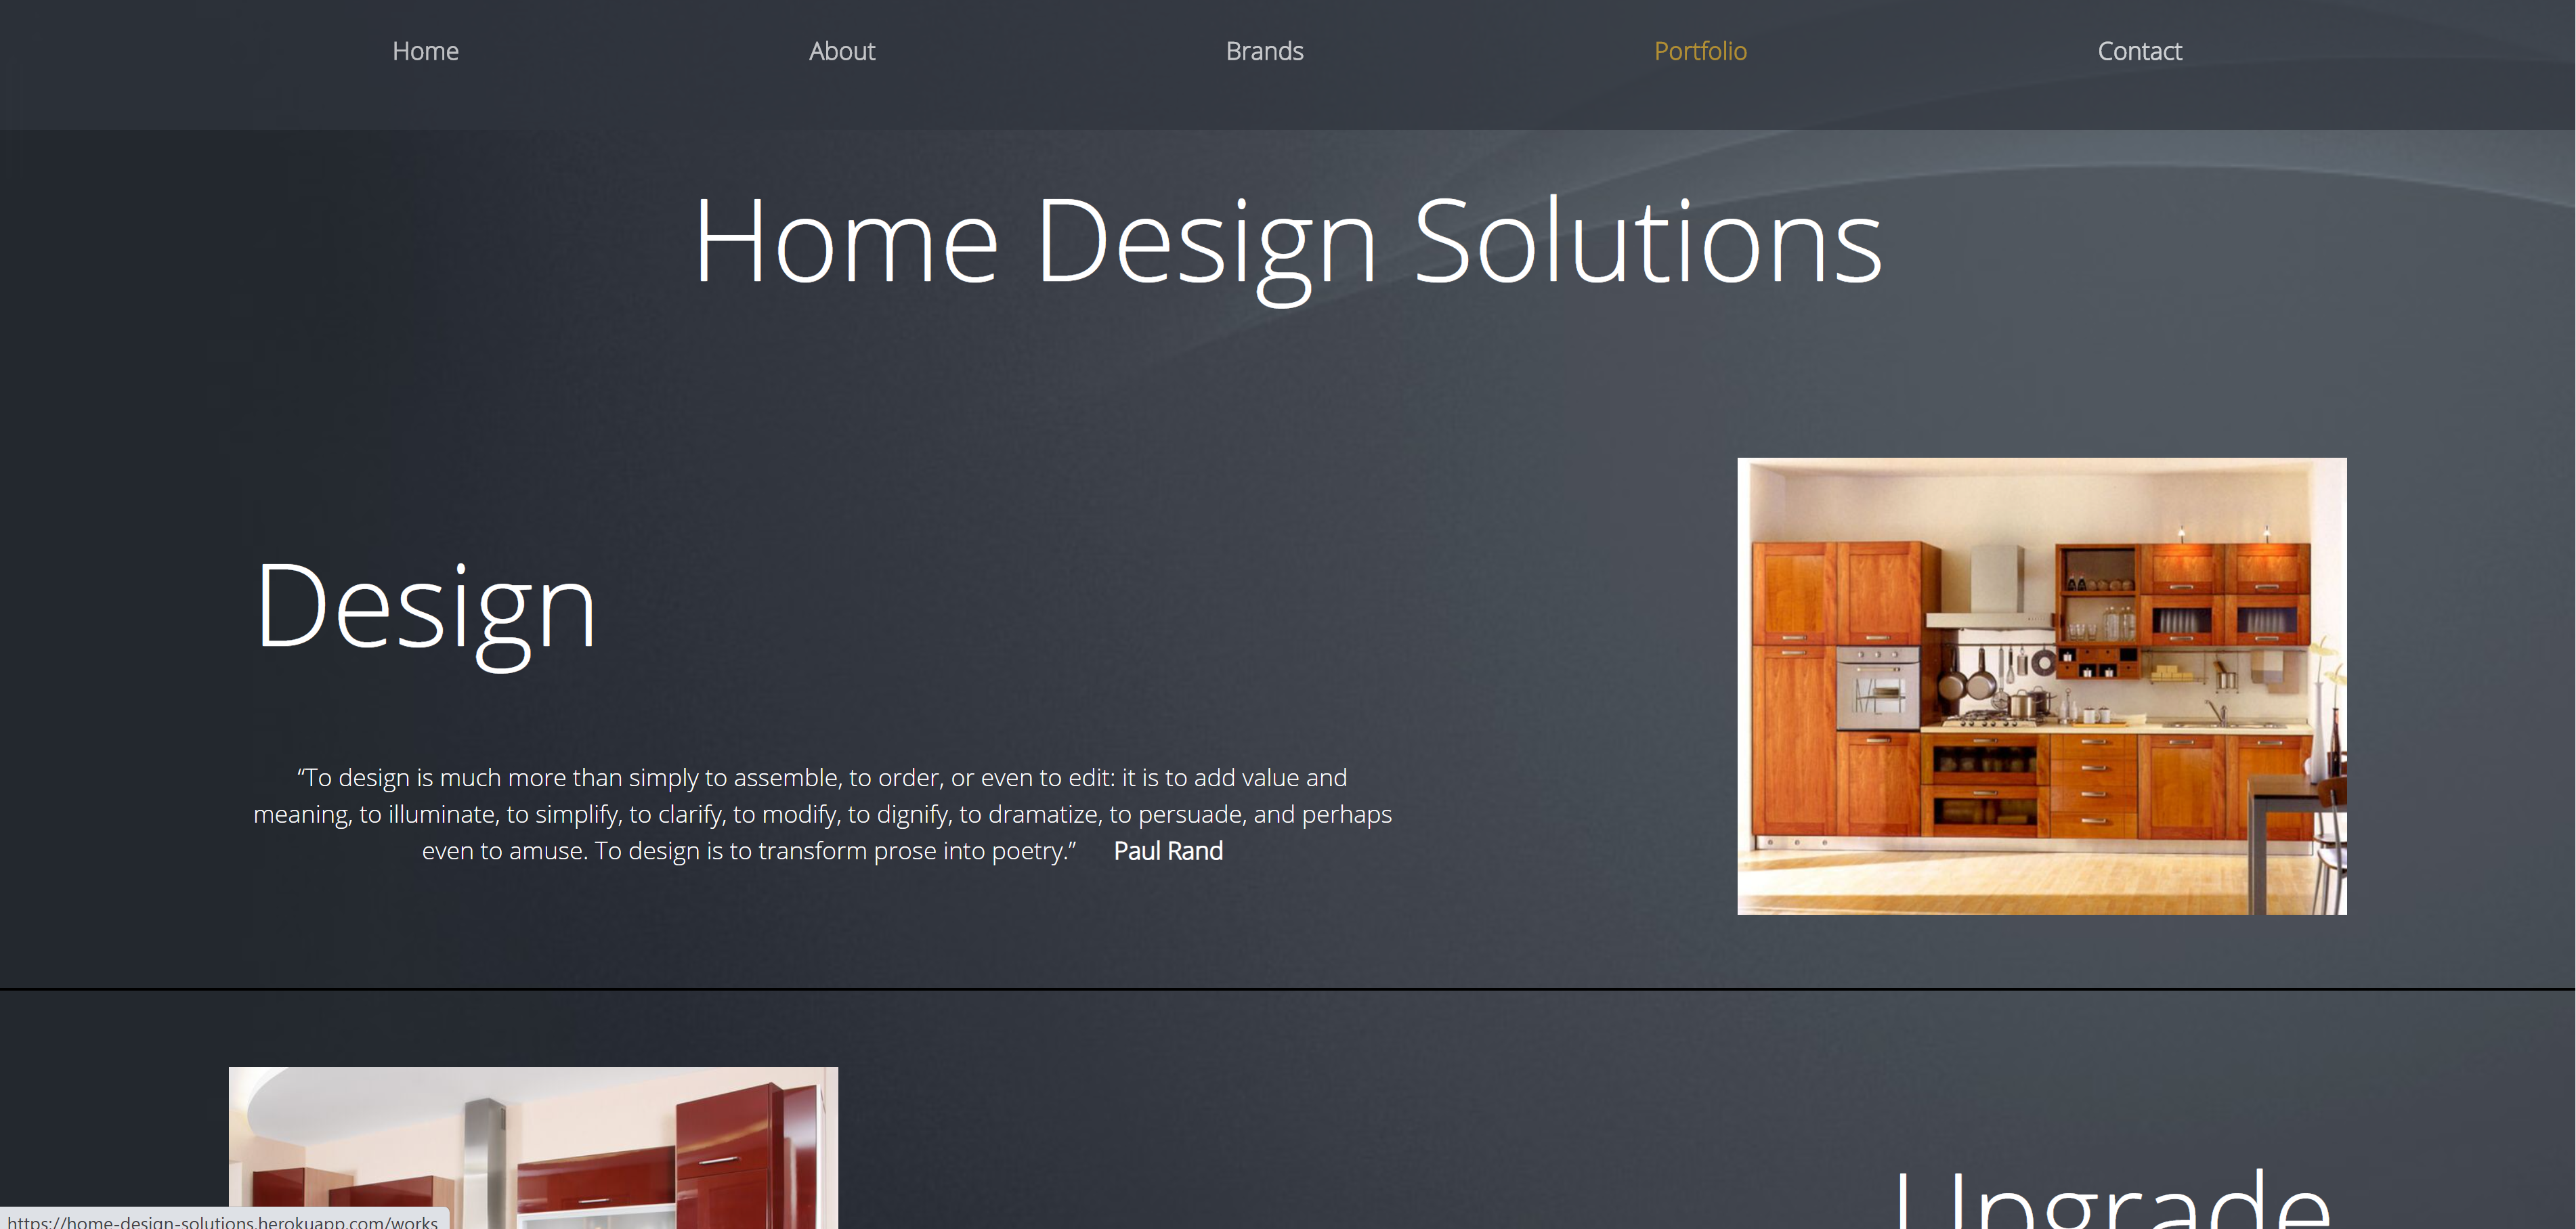 Home About Brands Portfolio Contact
Home Design Solutions
Design
“To design is much more than simply to assemble, to order, or even to edit: it is to add value and
meaning, to illuminate, to simplify, to clarify, to modify, to dignify, to dramatize, to persuade, and perhaps
even to amuse. To design is to transform prose into poetry.” Paul Rand
Upgrade
https://home-design-solutions.herokuapp.com/works